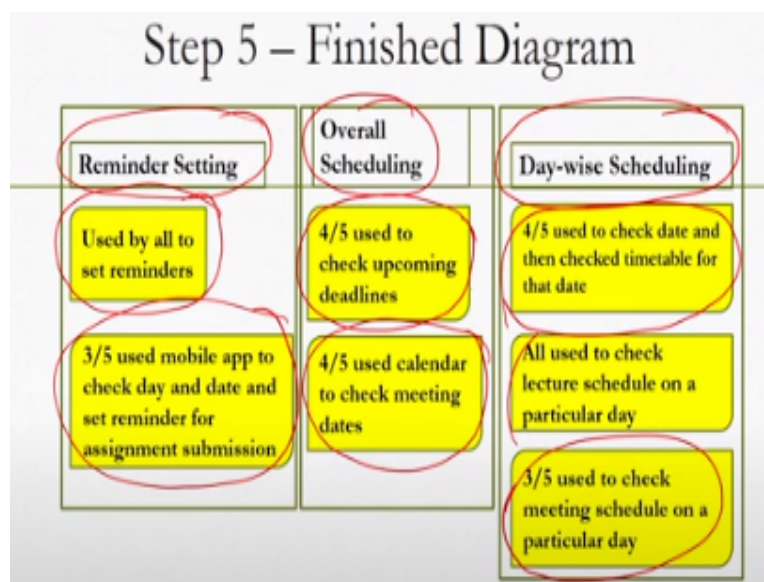 Step 5 – Finished Diagram
Reminder Setting
Used by all to
set reminders
3/5 used mobile app to
check day and date and
set reminder for
assignment submission
Overall
Scheduling
4/5 used to
check upcoming
deadlines
4/5 used calendar
to check meeting
dates
Day-wise Scheduling
4/5 used to check date and
then checked timetable for
that date
All used to check
lecture schedule on a
particular day
3/5 used to check
meeting schedule on a
particular day